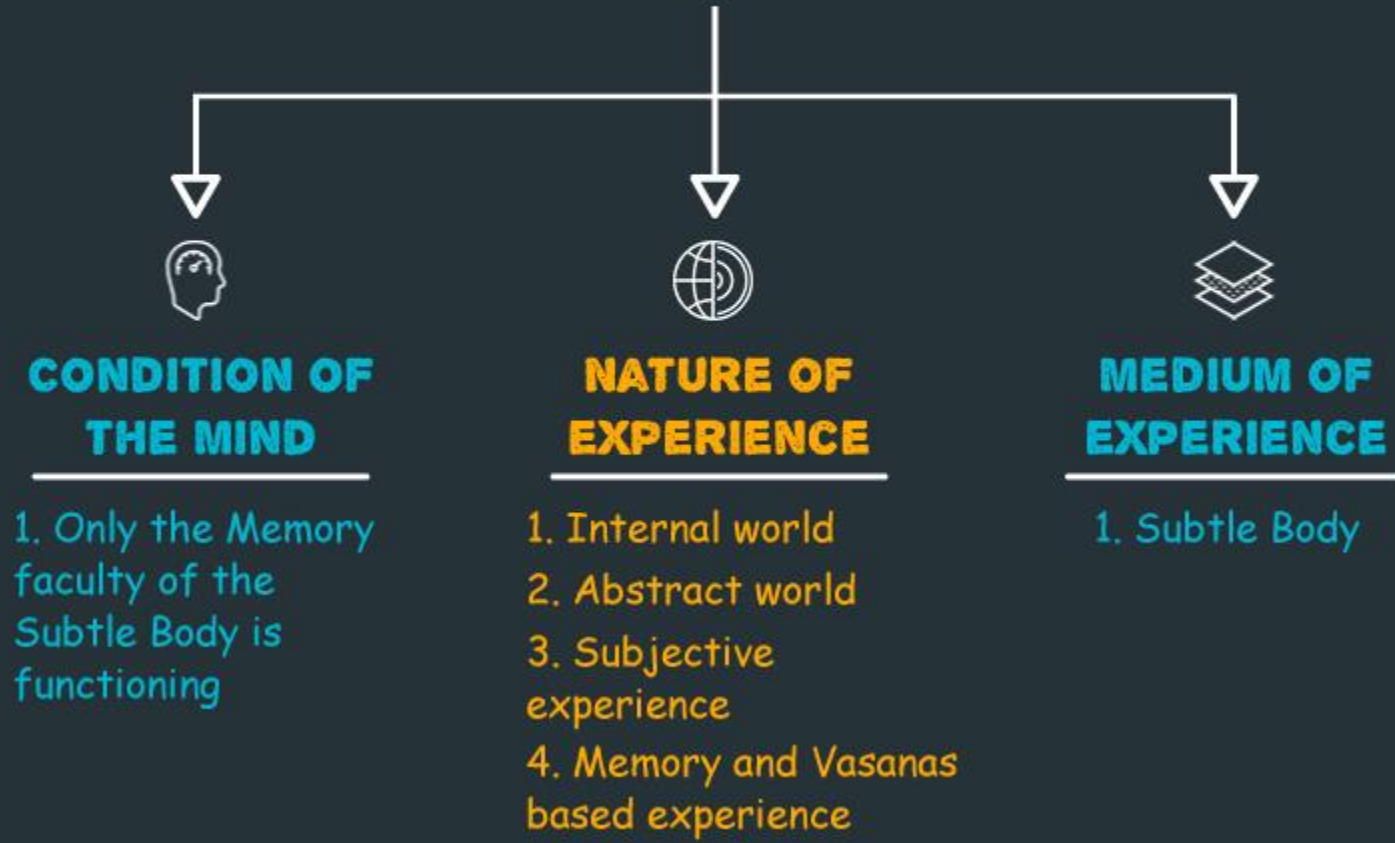 CONDITION OF
THE MIND
1. Only the Memory
faculty of the
Subtle Body is
functioning
NATURE OF
EXPERIENCE
1. Internal world
2. Abstract world
3. Subjective
experience
4. Memory and Vasanas
based experience
MEDIUM OF
EXPERIENCE
1. Subtle Body